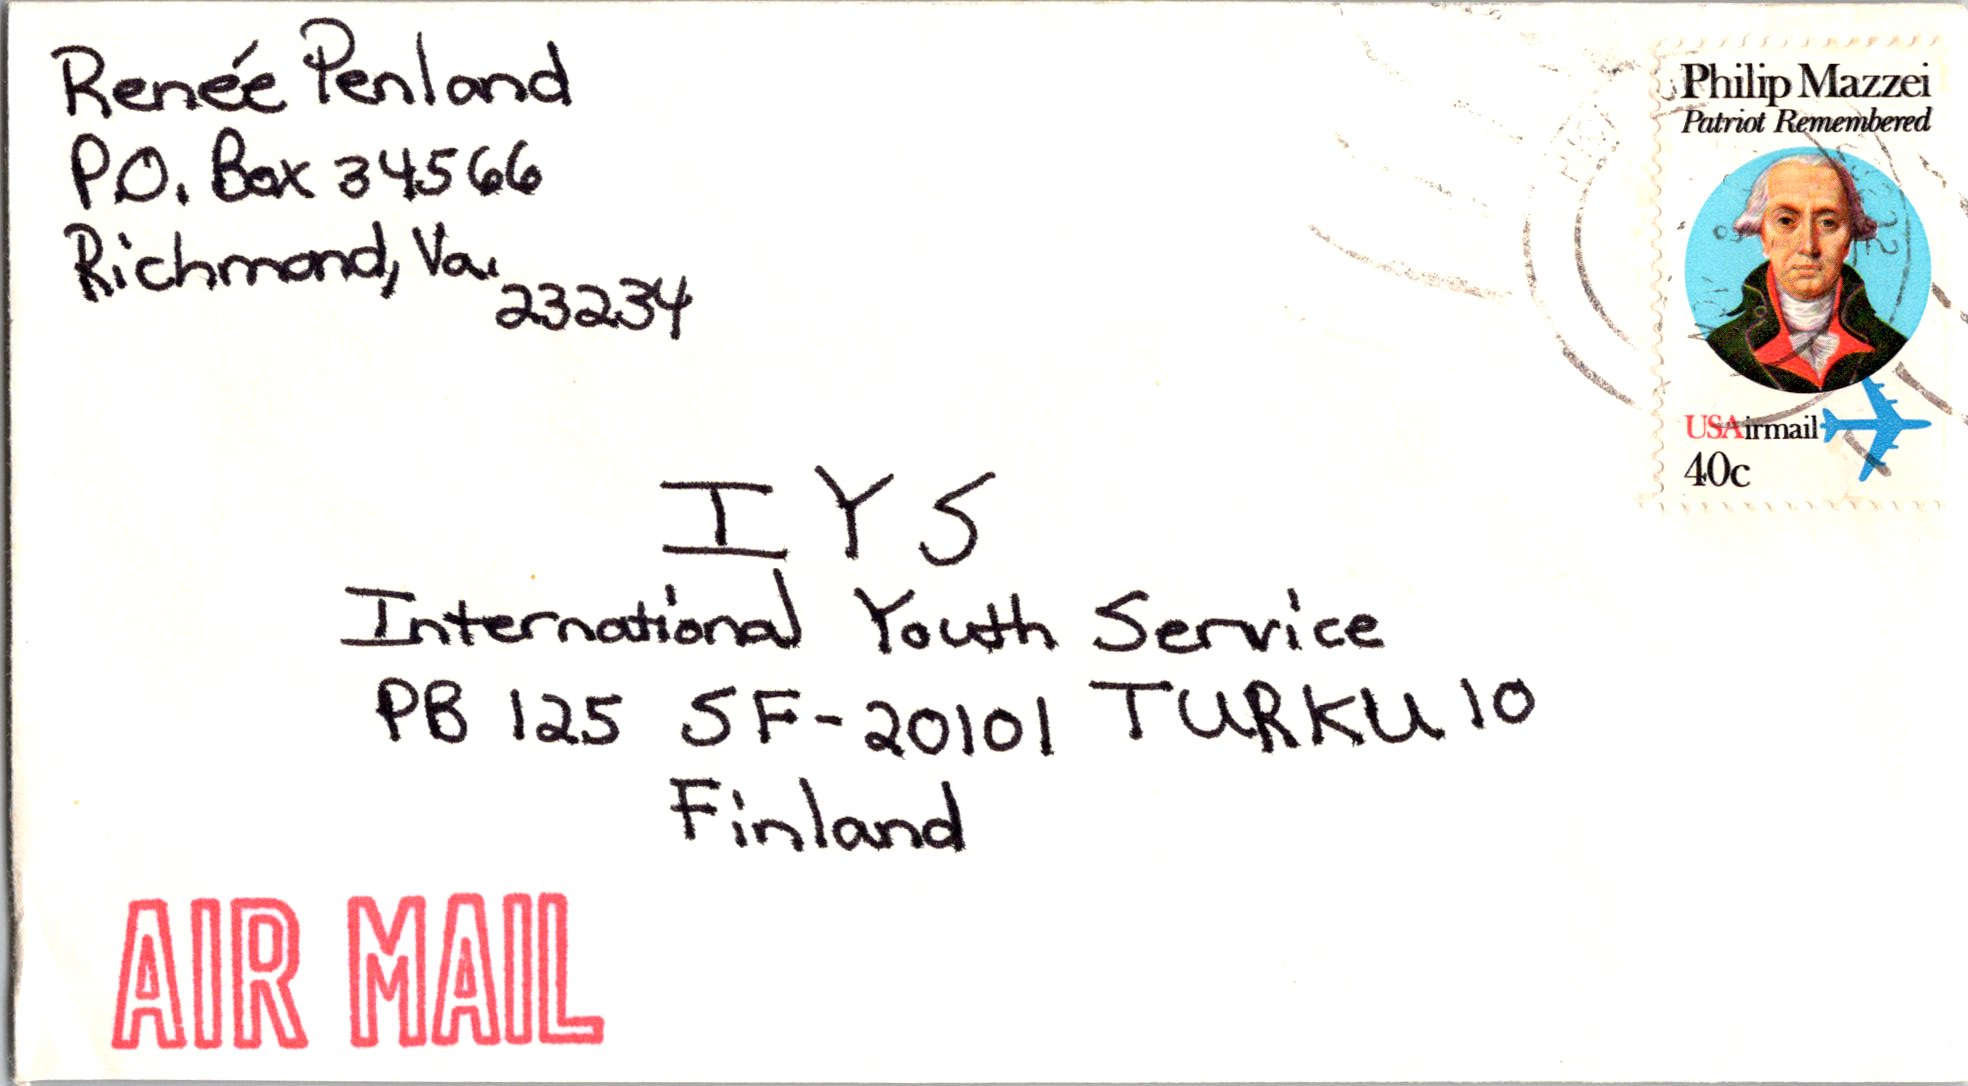 Renée Penland
P.O. Box 34566
Richmond, Va.
23234
Philip Mazzei
Patriot Remembered
USAirmail
40c
I Y S
International Youth Service
PB 125 SF-20101 TURKU 10
Finland
AIR MAIL